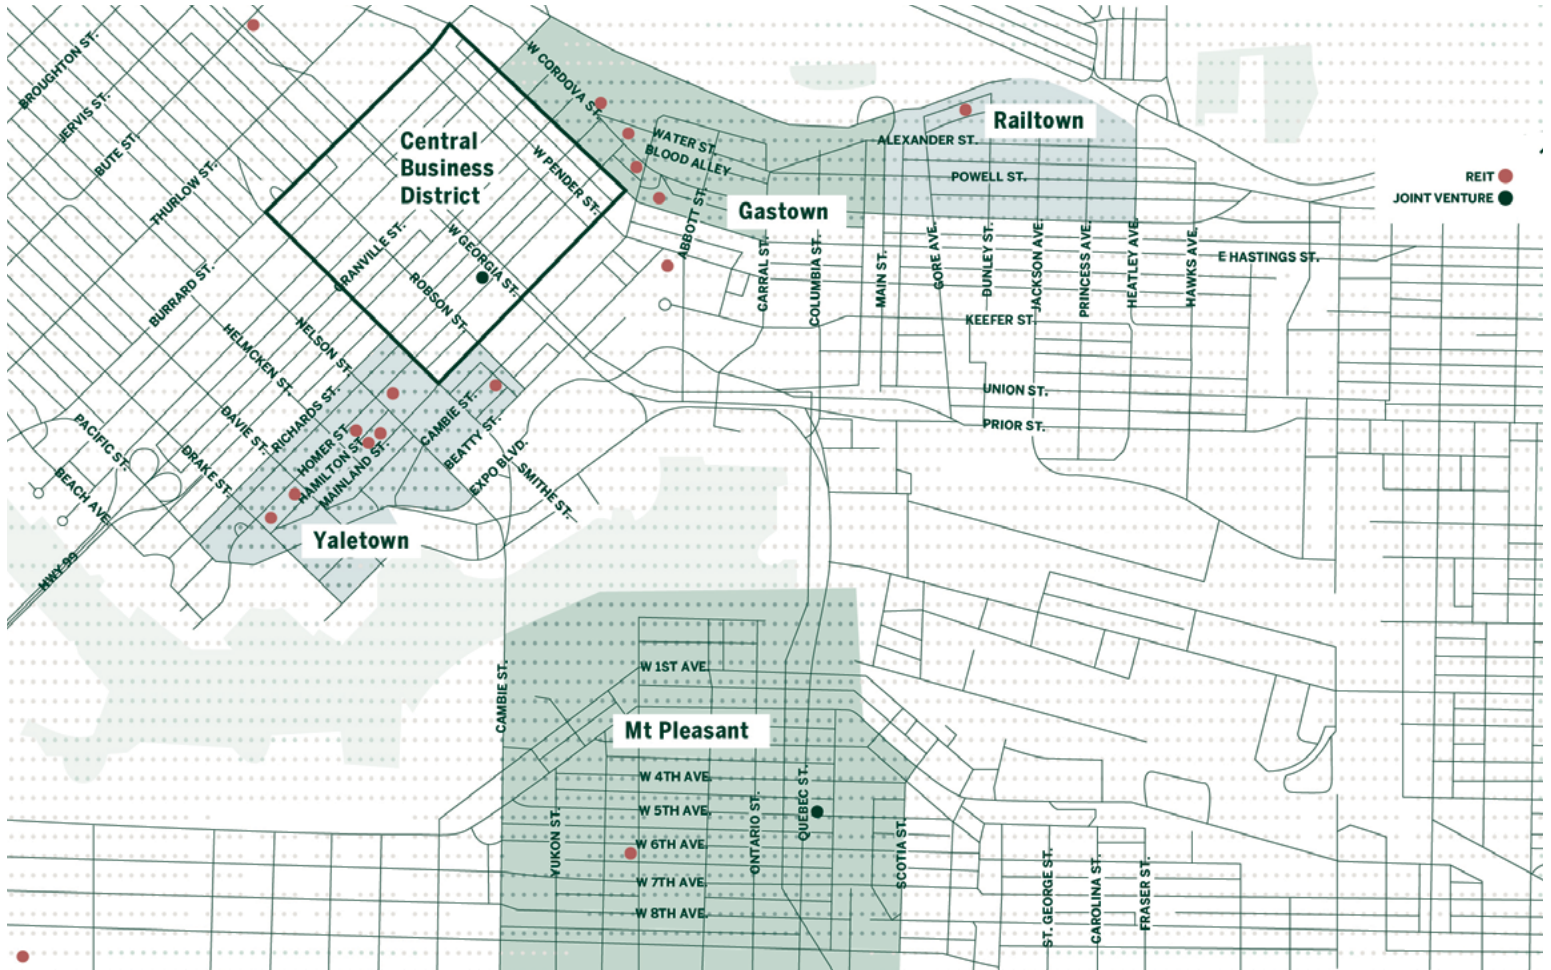 BROUGHTON ST.
JERVIS ST.
BUTE ST.
THURLOW ST.
BURRARD ST.
W CORDOVA ST.
Central
Business
District
W PENDER ST.
WATER ST.
BLOOD ALLEY
ABBOTT ST.
Gastown
Railtown
ALEXANDER ST.
POWELL ST.
REIT
JOINT VENTURE
GRANVILLE ST.
W GEORGIA ST.
ROBSON ST.
CARRAL ST.
COLUMBIA ST.
MAIN ST.
GORE AVE.
DUNLEY ST.
JACKSON AVE.
PRINCESS AVE.
HEATLEY AVE.
HAWKS AVE.
E HASTINGS ST.
KEEFER ST.
UNION ST.
PRIOR ST.
NELSON ST.
HELMCKEN ST.
RICHARDS ST.
DAVIE ST.
HOMER ST.
HAMILTON ST.
MAINLAND ST.
CAMBIE ST.
BEATTY ST.
EXPO BLVD.
SMITHE ST.
PACIFIC ST.
DRAKE ST.
BEACH AVE.
Yaletown
HWY 99
CAMBIE ST.
W 1ST AVE.
Mt Pleasant
W 4TH AVE.
W 5TH AVE.
W 6TH AVE.
W 7TH AVE.
W 8TH AVE.
YUKON ST.
ONTARIO ST.
QUEBEC ST.
SCOTIA ST.
ST. GEORGE ST.
CAROLINA ST.
FRASER ST.